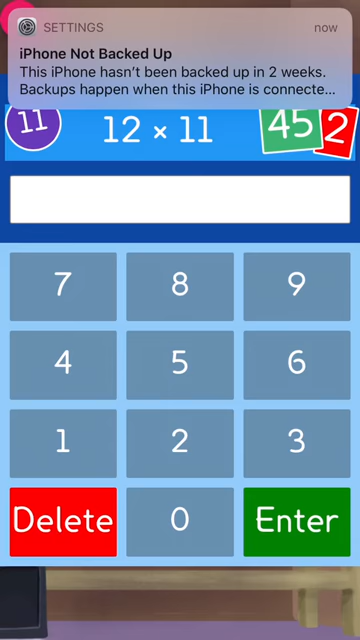 SETTINGS now
iPhone Not Backed Up
This iPhone hasn't been backed up in 2 weeks.
Backups happen when this iPhone is connecte...
11 12 × 11 45 2
7 8 9
4 5 6
1 2 3
Delete 0 Enter